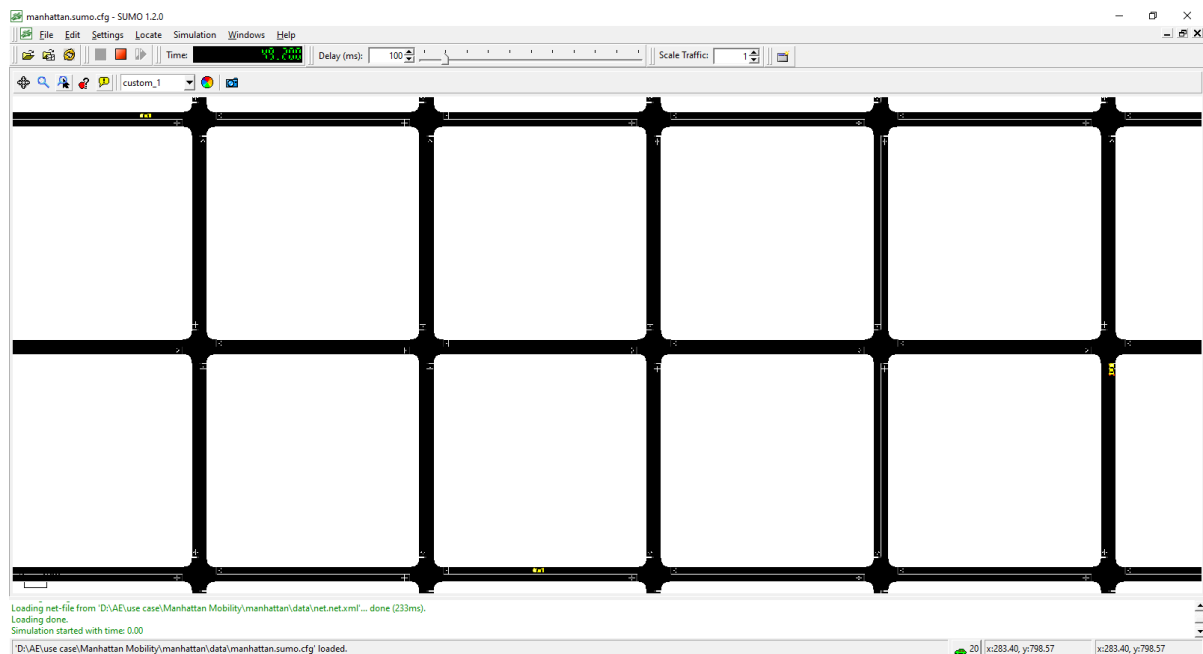 manhattan.sumo.cfg - SUMO 1.2.0
File Edit Settings Locate Simulation Windows Help
Time: 49.200 Delay (ms): 100 Scale Traffic: 1
custom_1
Loading net-file from 'D:\AE\use case\Manhattan Mobility\manhattan\data\net.net.xml'... done (233ms).
Loading done.
Simulation started with time: 0.00
'D:\AE\use case\Manhattan Mobility\manhattan\data\manhattan.sumo.cfg' loaded. 20 x:283.40, y:798.57 x:283.40, y:798.57